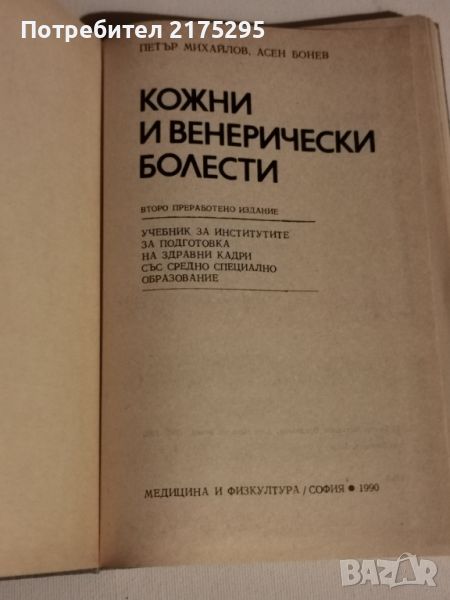 Потребител 2175295
ПЕТЪР МИХАЙЛОВ, АСЕН БОНЕВ
КОЖНИ
И ВЕНЕРИЧЕСКИ
БОЛЕСТИ
ВТОРО ПРЕРАБОТЕНО ИЗДАНИЕ
УЧЕБНИК ЗА ИНСТИТУТИТЕ
ЗА ПОДГОТОВКА
НА ЗДРАВНИ КАДРИ
СЪС СРЕДНО СПЕЦИАЛНО
ОБРАЗОВАНИЕ
МЕДИЦИНА И ФИЗКУЛТУРА / СОФИЯ • 1990
BAZAR